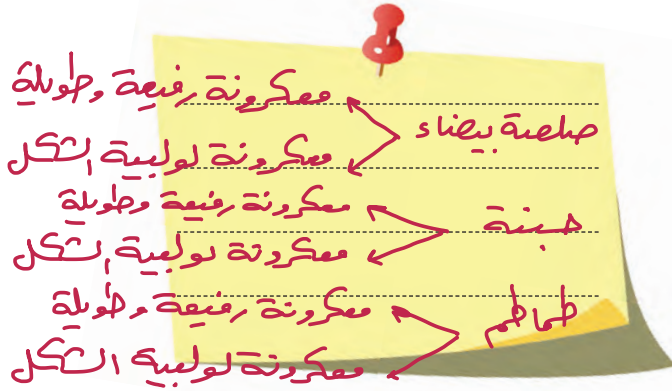 معكرونة رفيعة وطويلة
صلصة بيضاء
معكرونة لولبية الشكل
معكرونة رفيعة وطويلة
جبنة
معكرونة لولبية الشكل
معكرونة رفيعة وطويلة
طماطم
معكرونة لولبية الشكل